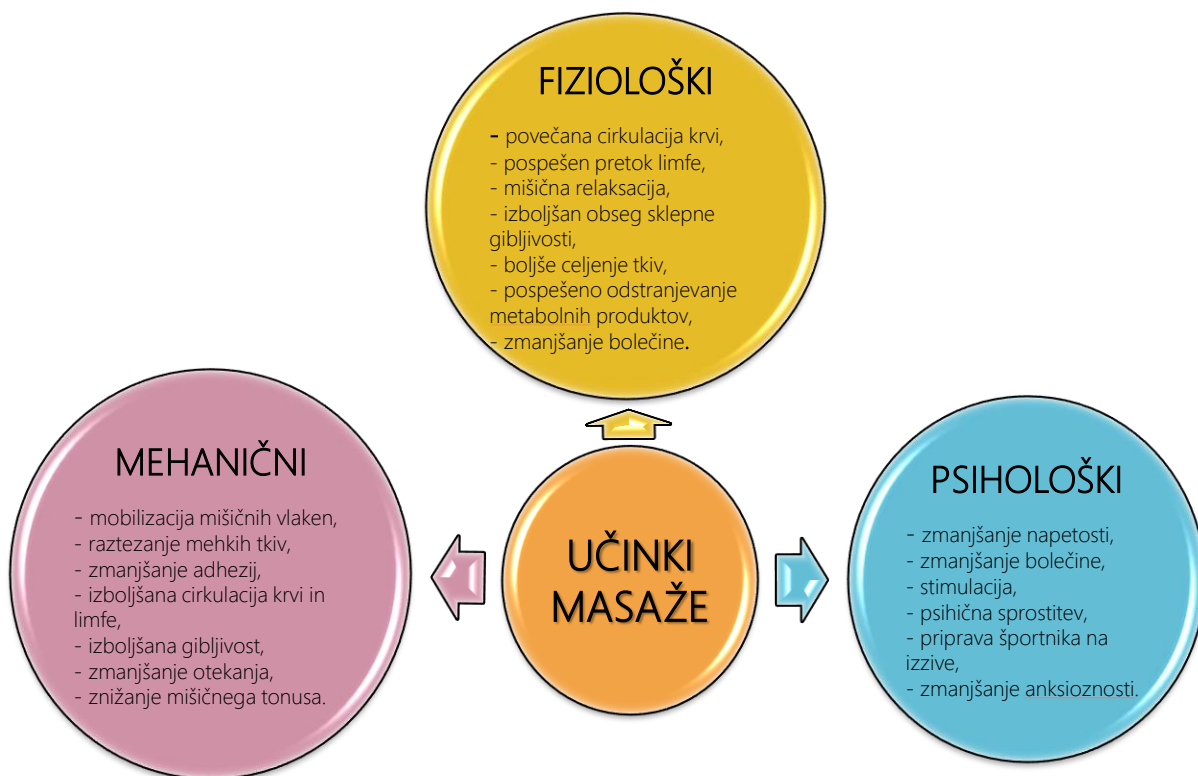 FIZIOLOŠKI
- povečana cirkulacija krvi,
- pospešen pretok limfe,
- mišična relaksacija,
- izboljšan obseg sklepne
gibljivosti,
- boljše celjenje tkiv,
- pospešeno odstranjevanje
metabolnih produktov,
- zmanjšanje bolečine.
MEHANIČNI
- mobilizacija mišičnih vlaken,
- raztezanje mehkih tkiv,
- zmanjšanje adhezij,
- izboljšana cirkulacija krvi in
limfe,
- izboljšana gibljivost,
- zmanjšanje otekanja,
- znižanje mišičnega tonusa.
UČINKI
MASAŽE
PSIHOLOŠKI
- zmanjšanje napetosti,
- zmanjšanje bolečine,
- stimulacija,
- psihična sprostitev,
- priprava športnika na
izzive,
- zmanjšanje anksioznosti.